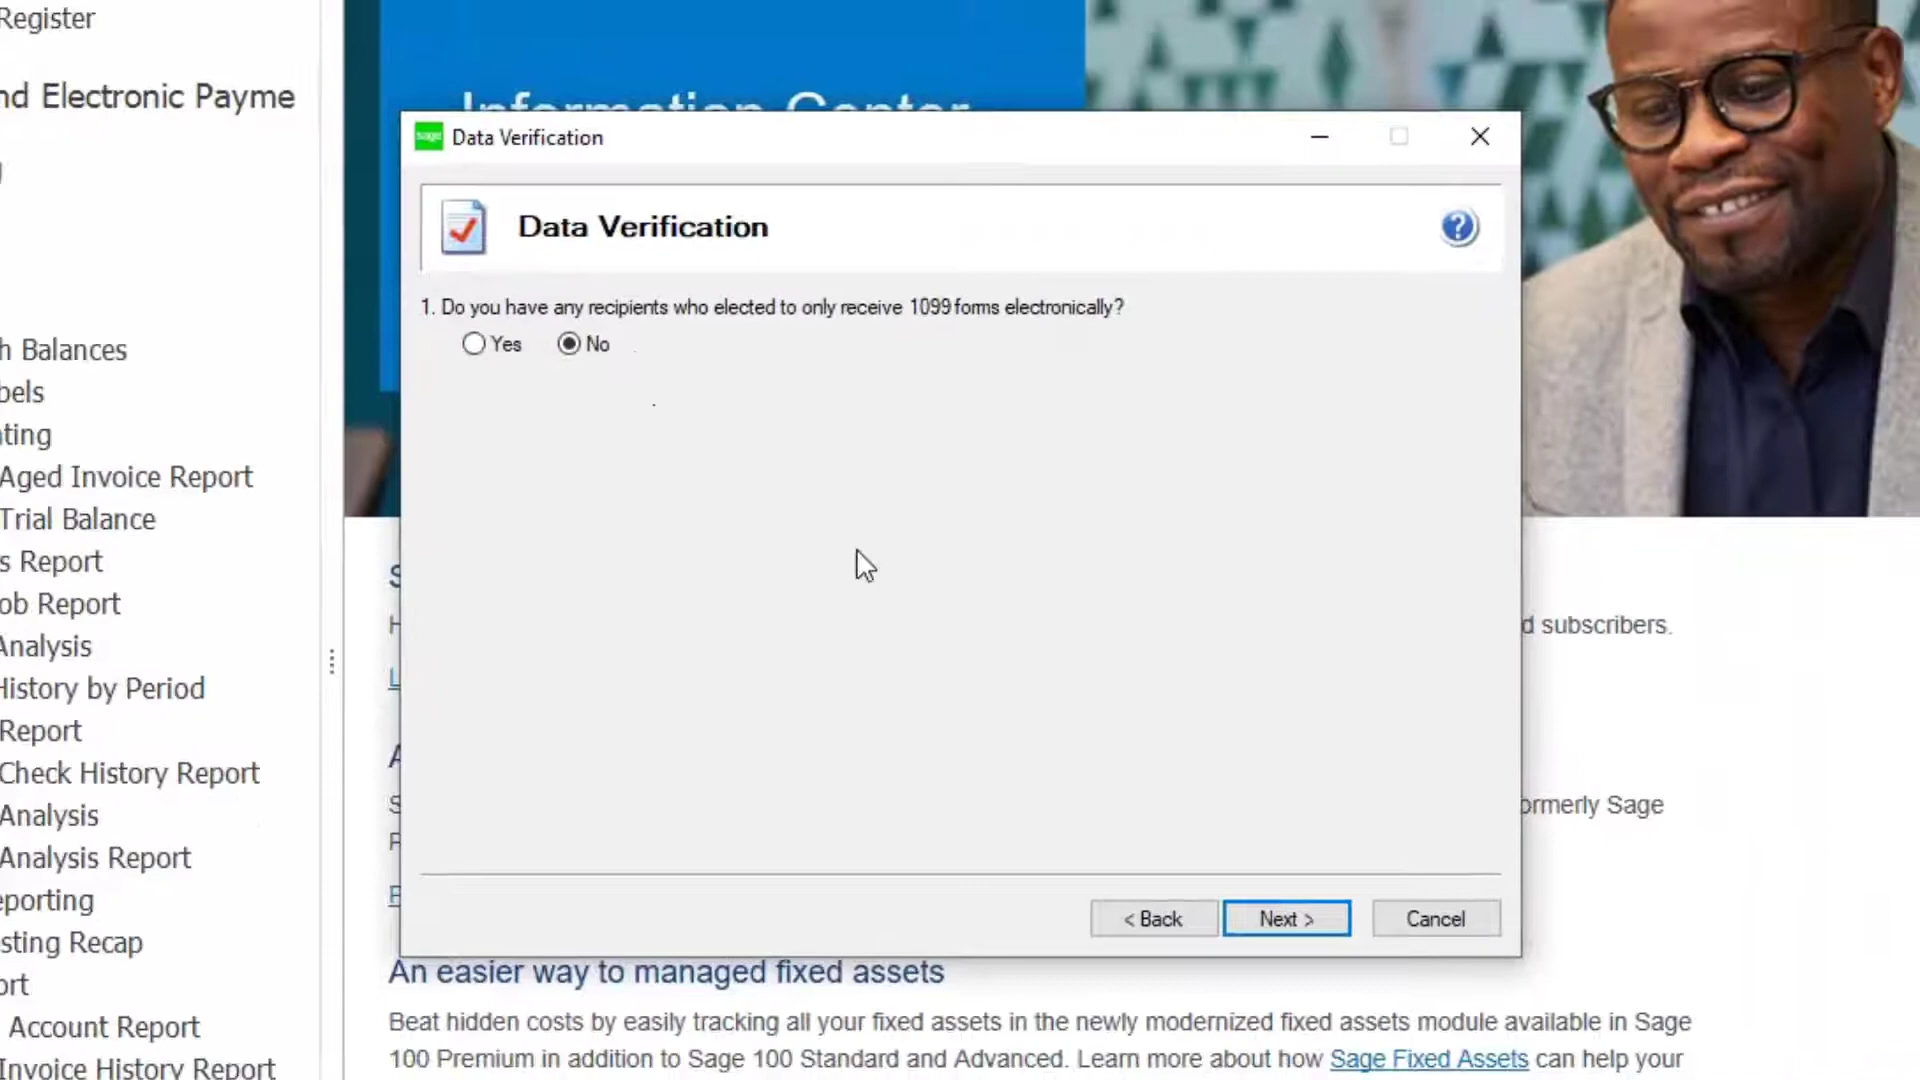 Register
nd Electronic Payme
h Balances
bels
ating
Aged Invoice Report
Trial Balance
s Report
ob Report
Analysis
History by Period
Report
Check History Report
Analysis
Analysis Report
eporting
sting Recap
ort
Account Report
Invoice History Report
Information Center
sage Data Verification
Data Verification
?
1. Do you have any recipients who elected to only receive 1099 forms electronically?
Yes No
< Back Next > Cancel
S
H
d subscribers.
L
A
S
ormerly Sage
An easier way to managed fixed assets
Beat hidden costs by easily tracking all your fixed assets in the newly modernized fixed assets module available in Sage
100 Premium in addition to Sage 100 Standard and Advanced. Learn more about how Sage Fixed Assets can help your